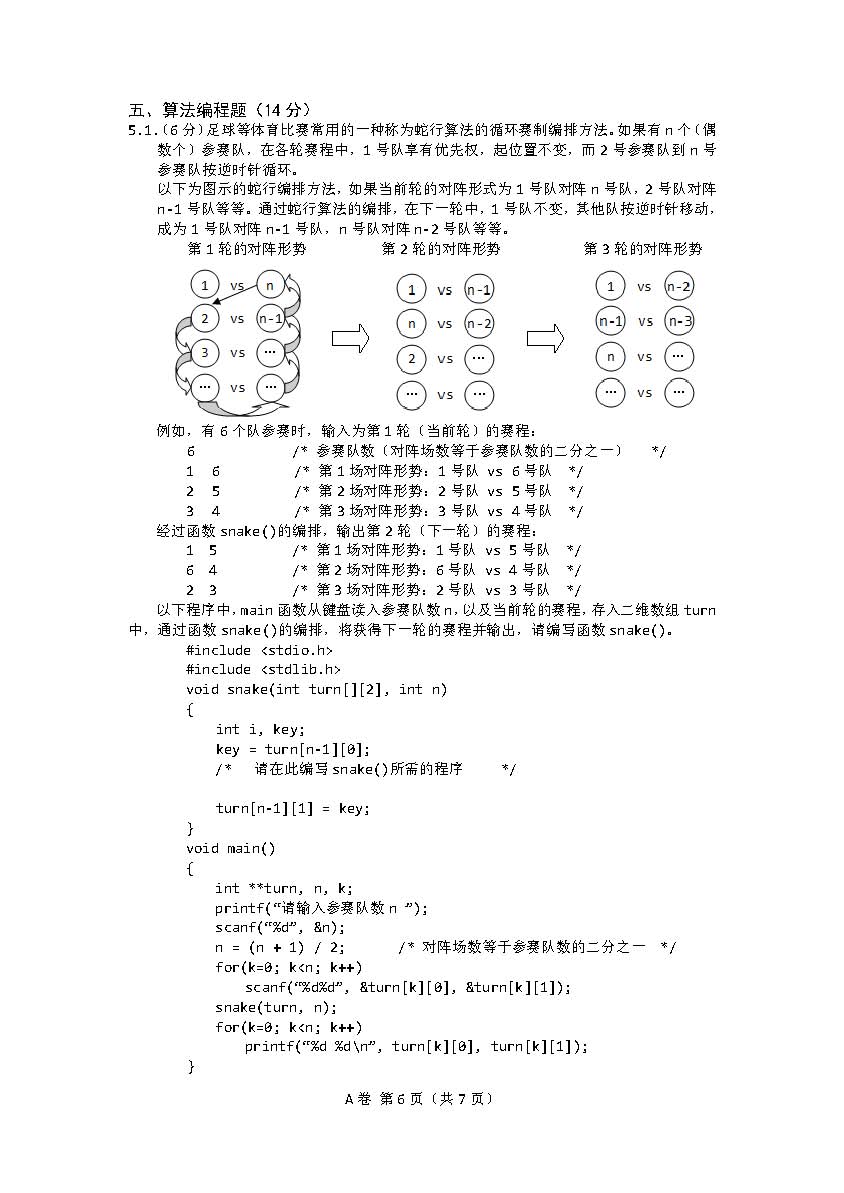 五、算法编程题（14 分）
5.1.（6 分）足球等体育比赛常用的一种称为蛇行算法的循环赛制编排方法。如果有 n 个（偶
数个）参赛队，在各轮赛程中，1 号队享有优先权，起位置不变，而 2 号参赛队到 n 号
参赛队按逆时针循环。
以下为图示的蛇行编排方法，如果当前轮的对阵形式为 1 号队对阵 n 号队，2 号队对阵
n-1 号队等等。通过蛇行算法的编排，在下一轮中，1 号队不变，其他队按逆时针移动，
成为 1 号队对阵 n-1 号队，n 号队对阵 n-2 号队等等。
第 1 轮的对阵形势 第 2 轮的对阵形势 第 3 轮的对阵形势
1 vs n 1 vs n-1 1 vs n-2
2 vs n-1 n vs n-2 n-1 vs n-3
3 vs … 2 vs … n vs …
… vs … … vs … … vs …
例如，有 6 个队参赛时，输入为第 1 轮（当前轮）的赛程：
6 /* 参赛队数（对阵场数等于参赛队数的二分之一） */
1 6 /* 第 1 场对阵形势：1 号队 vs 6 号队 */
2 5 /* 第 2 场对阵形势：2 号队 vs 5 号队 */
3 4 /* 第 3 场对阵形势：3 号队 vs 4 号队 */
经过函数 snake()的编排，输出第 2 轮（下一轮）的赛程：
1 5 /* 第 1 场对阵形势：1 号队 vs 5 号队 */
6 4 /* 第 2 场对阵形势：6 号队 vs 4 号队 */
2 3 /* 第 3 场对阵形势：2 号队 vs 3 号队 */
以下程序中，main 函数从键盘读入参赛队数 n，以及当前轮的赛程，存入二维数组 turn
中，通过函数 snake()的编排，将获得下一轮的赛程并输出，请编写函数 snake()。
#include <stdio.h>
#include <stdlib.h>
void snake(int turn[][2], int n)
{
int i, key;
key = turn[n-1][0];
/* 请在此编写 snake()所需的程序 */
turn[n-1][1] = key;
}
void main()
{
int **turn, n, k;
printf(“请输入参赛队数 n ”);
scanf(“%d”, &n);
n = (n + 1) / 2; /* 对阵场数等于参赛队数的二分之一 */
for(k=0; k<n; k++)
scanf(“%d%d”, &turn[k][0], &turn[k][1]);
snake(turn, n);
for(k=0; k<n; k++)
printf(“%d %d\n”, turn[k][0], turn[k][1]);
}
A 卷 第 6 页（共 7 页）